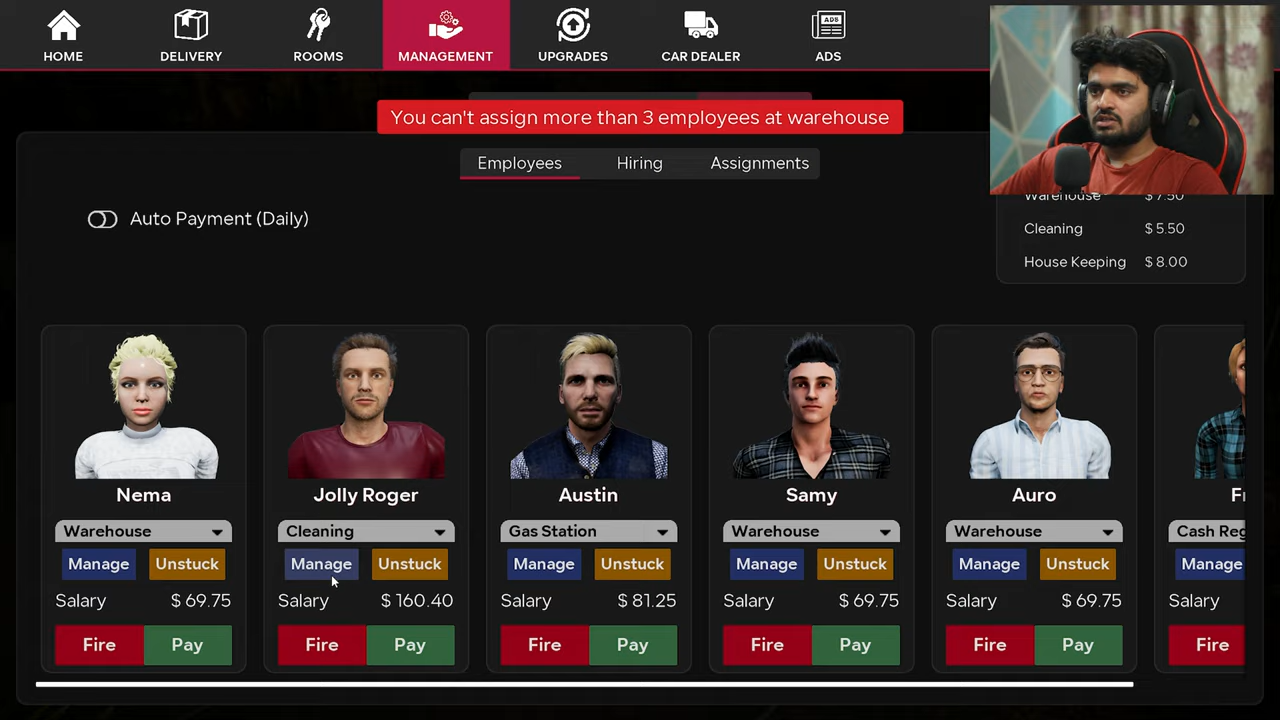 HOME
DELIVERY
ROOMS
MANAGEMENT
UPGRADES
CAR DEALER
ADS
ADS
You can't assign more than 3 employees at warehouse
Employees
Hiring
Assignments
Auto Payment (Daily)
Warehouse $ 7.50
Cleaning $ 5.50
House Keeping $ 8.00
Nema
Warehouse
Manage Unstuck
Salary $ 69.75
Fire Pay
Jolly Roger
Cleaning
Manage Unstuck
Salary $ 160.40
Fire Pay
Austin
Gas Station
Manage Unstuck
Salary $ 81.25
Fire Pay
Samy
Warehouse
Manage Unstuck
Salary $ 69.75
Fire Pay
Auro
Warehouse
Manage Unstuck
Salary $ 69.75
Fire Pay
Cash Reg
Manage
Salary
Fire